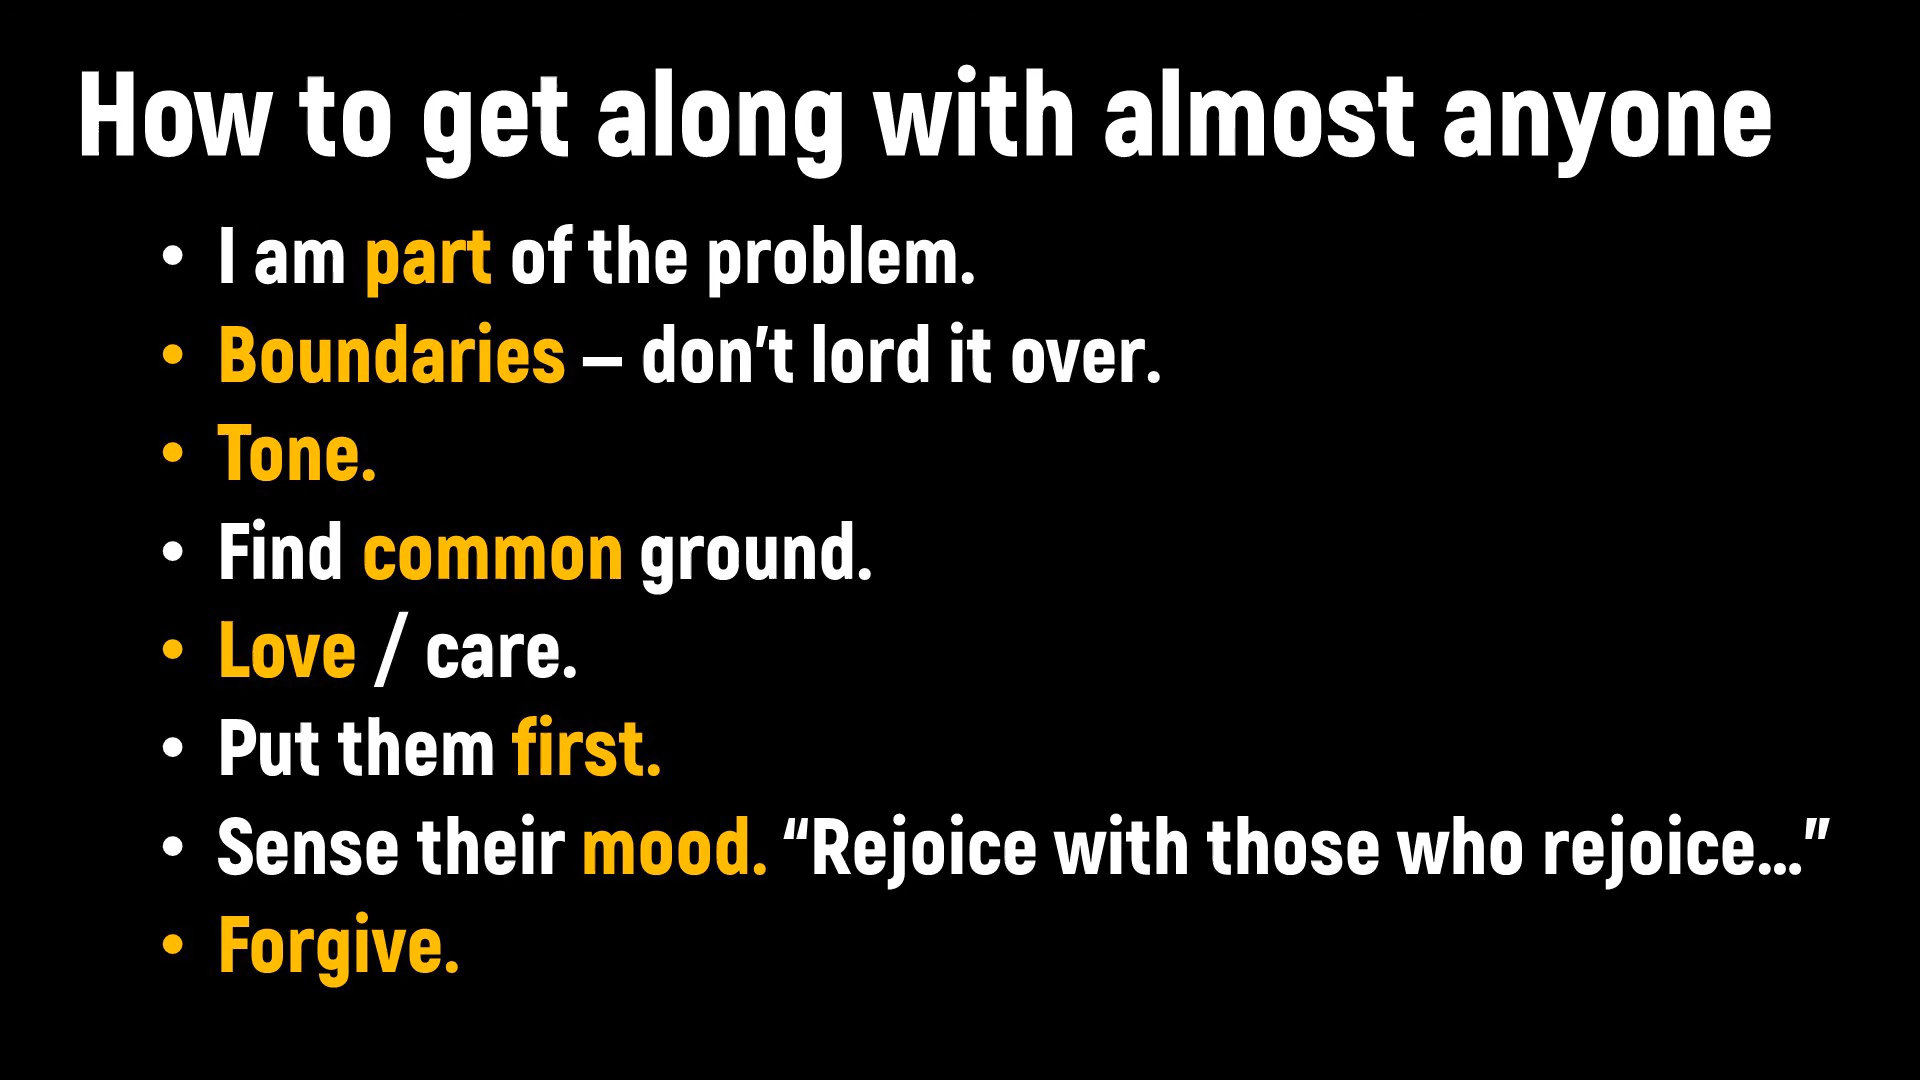 How to get along with almost anyone
• I am part of the problem.
• Boundaries – don't lord it over.
• Tone.
• Find common ground.
• Love / care.
• Put them first.
• Sense their mood. “Rejoice with those who rejoice…”
• Forgive.